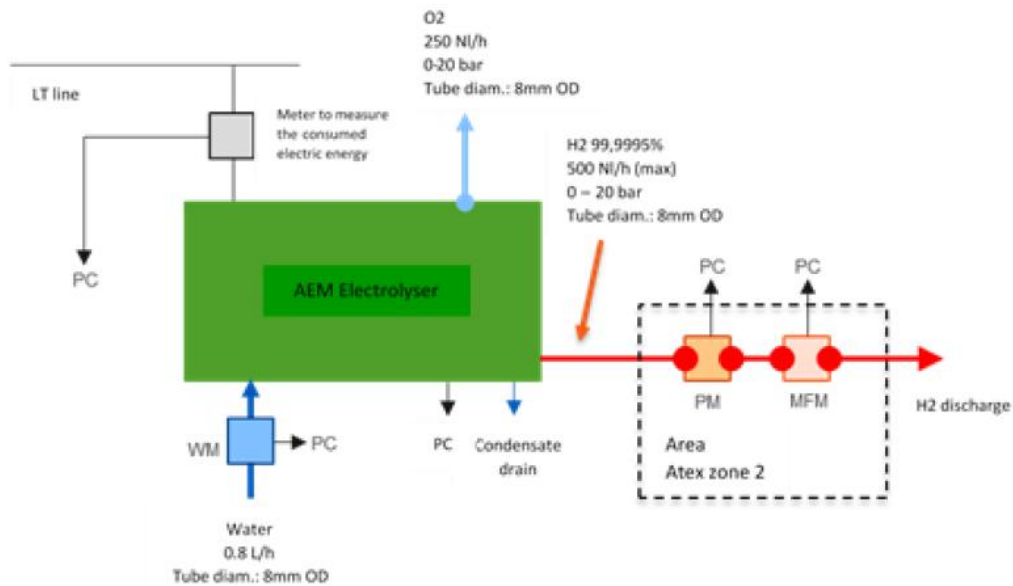 O2
250 Nl/h
0-20 bar
Tube diam.: 8mm OD
LT line
Meter to measure
the consumed
electric energy
H2 99,9995%
500 Nl/h (max)
0 – 20 bar
Tube diam.: 8mm OD
PC
AEM Electrolyser
PC
PC
PM
MFM
H2 discharge
WM
PC
PC
Condensate
drain
Area
Atex zone 2
Water
0.8 L/h
Tube diam.: 8mm OD